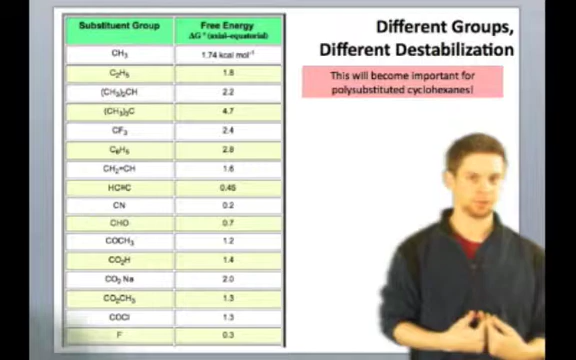 Substituent Group Free Energy
ΔG° (axial-equatorial)
CH3 1.74 kcal mol-1
C2H5 1.8
(CH3)2CH 2.2
(CH3)3C 4.7
CF3 2.4
C6H5 2.8
CH2=CH 1.6
HC≡C 0.45
CN 0.2
CHO 0.7
COCH3 1.2
CO2H 1.4
CO2 Na 2.0
CO2CH3 1.3
COCl 1.3
F 0.3
Different Groups,
Different Destabilization
This will become important for
polysubstituted cyclohexanes!